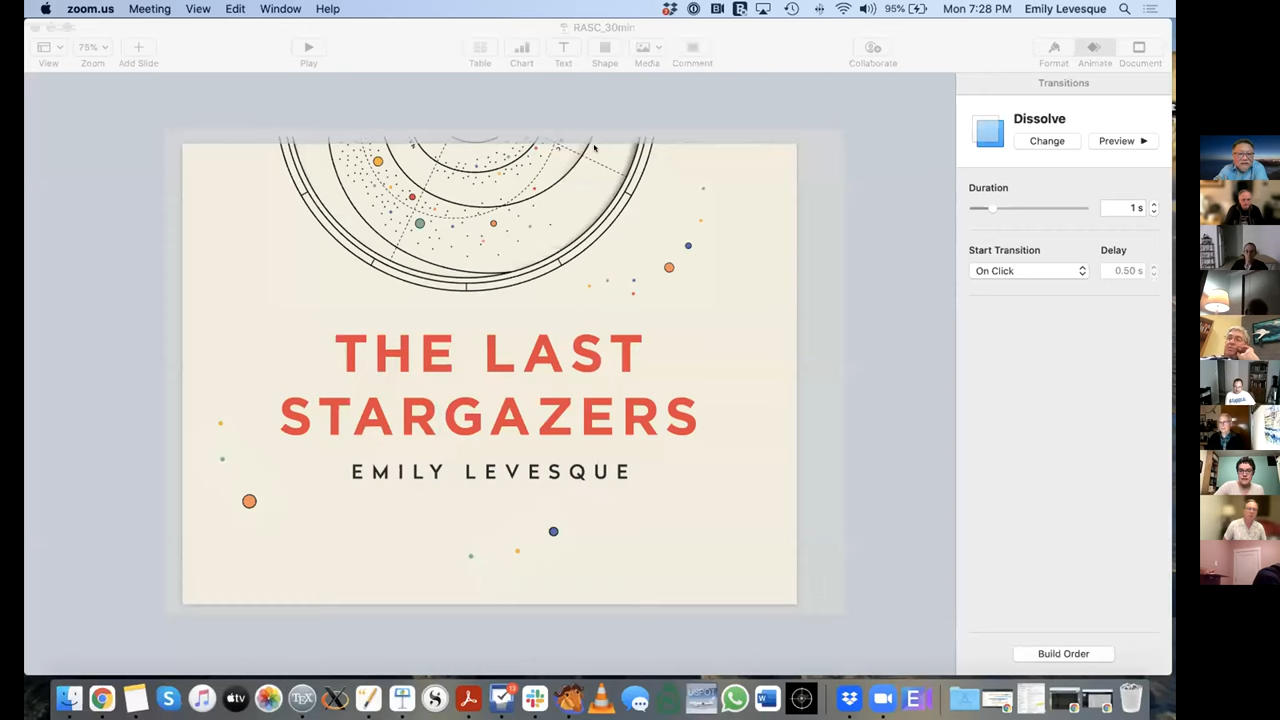 zoom.us Meeting View Edit Window Help 95% Mon 7:28 PM Emily Levesque
RASC_30min
75%
View Zoom Add Slide Play Table Chart Text Shape Media Comment Collaborate Format Animate Document
Transitions
Dissolve
Change Preview
Duration
1 s
Start Transition Delay
On Click 0.50 s
THE LAST
STARGAZERS
EMILY LEVESQUE
Build Order